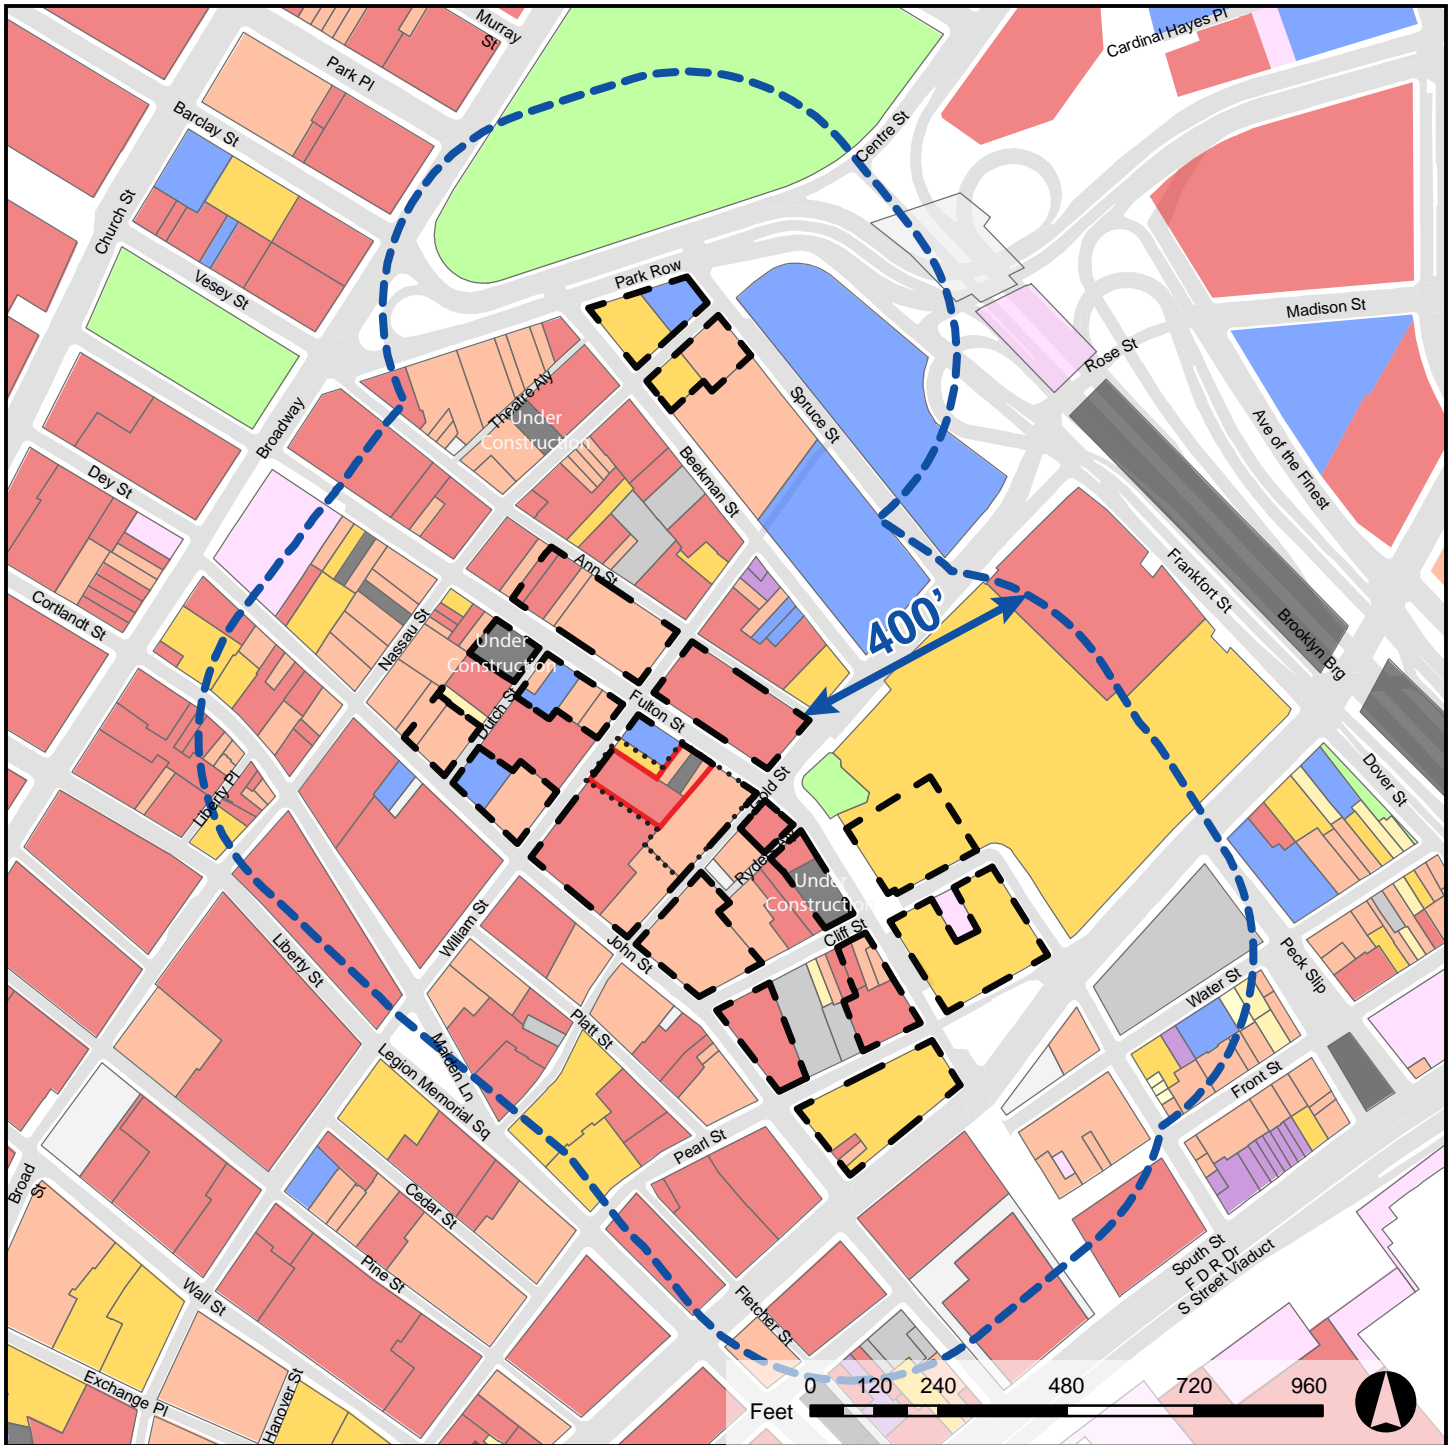 Murray
St
Park Pl
Cardinal Hayes Pl
Barclay St
Centre St
Church St
Vesey St
Park Row
Madison St
Rose St
Theatre Aly
Under
Construction
Spruce St
Broadway
Ave of the Finest
Beekman St
Dey St
Ann St
Frankfort St
Cortlandt St
Nassau St
400'
Brooklyn Brg
Under
Construction
Dutch St
Fulton St
Dover St
Liberty Pl
Gold St
Under
Construction
William St
Cliff St
John St
Liberty St
Peck Slip
Water St
Platt St
Maiden Ln
Legion Memorial Sq
Front St
Pearl St
Broad
St
Cedar St
Pine St
South St
F D R Dr
S Street Viaduct
Wall St
Fletcher St
Exchange Pl
Hanover St
0 120 240 480 720 960
Feet